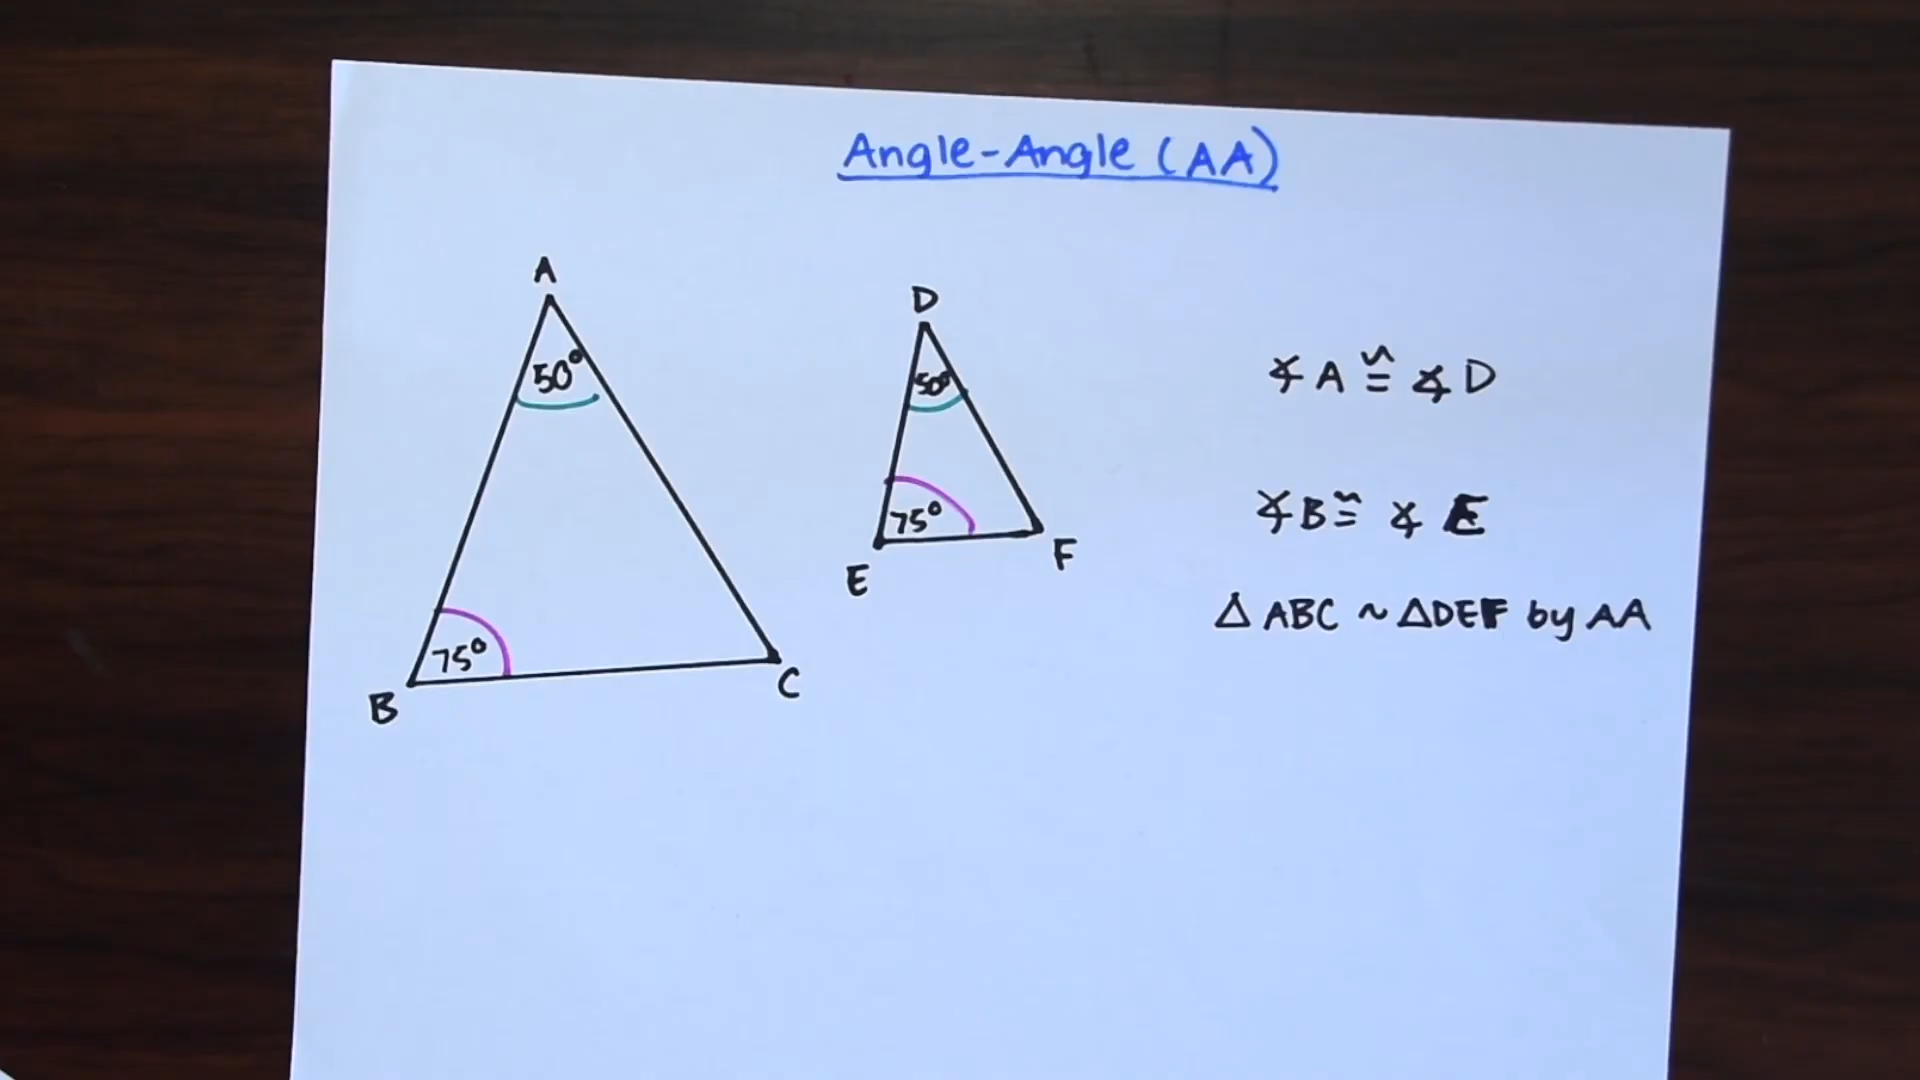 Angle-Angle (AA)
A
50°
B
75°
C
D
50°
E
75°
F
∡ A ≅ ∡ D
∡ B ≅ ∡ E
△ ABC ~ △DEF by AA